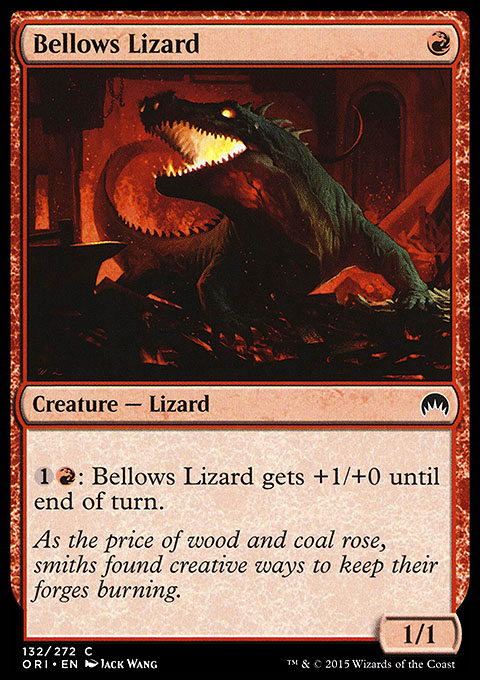 Bellows Lizard
Creature — Lizard
1: Bellows Lizard gets +1/+0 until
end of turn.
As the price of wood and coal rose,
smiths found creative ways to keep their
forges burning.
1/1
132/272 C
ORI • EN Jack Wang
™ & © 2015 Wizards of the Coast